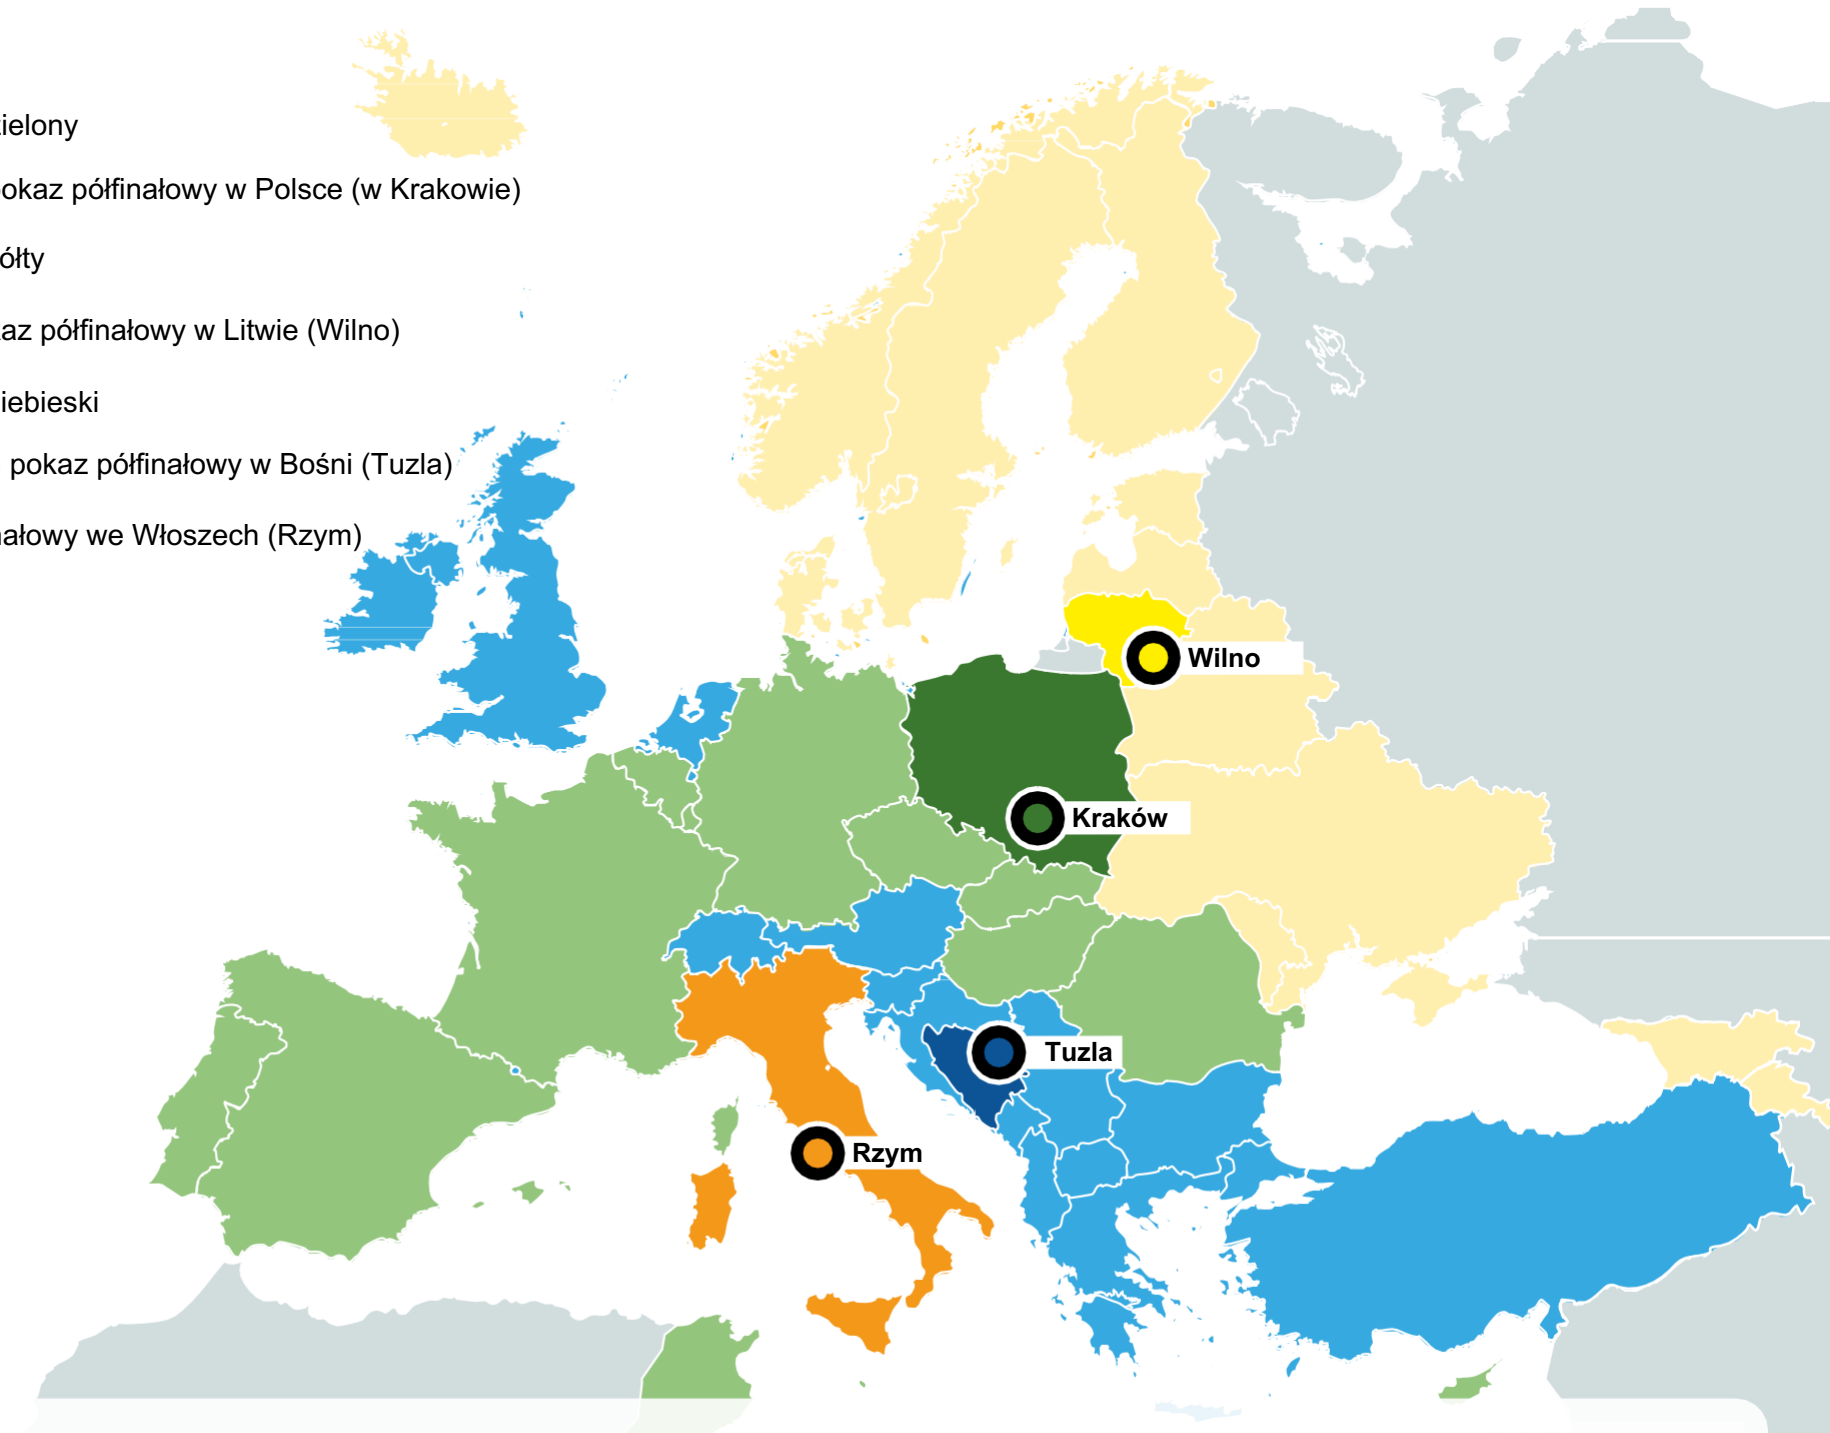 ielony
okaz półfinałowy w Polsce (w Krakowie)
ółty
az półfinałowy w Litwie (Wilno)
iebieski
pokaz półfinałowy w Bośni (Tuzla)
ałowy we Włoszech (Rzym)
Wilno
Kraków
Tuzla
Rzym